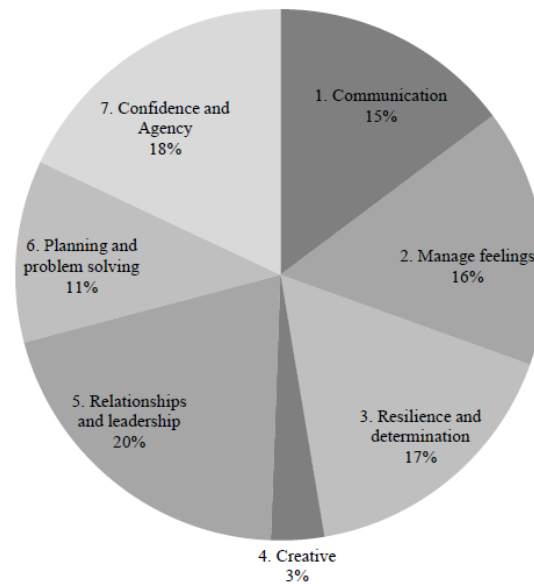 1. Communication
15%
2. Manage feelings
16%
3. Resilience and
determination
17%
4. Creative
3%
5. Relationships
and leadership
20%
6. Planning and
problem solving
11%
7. Confidence and
Agency
18%